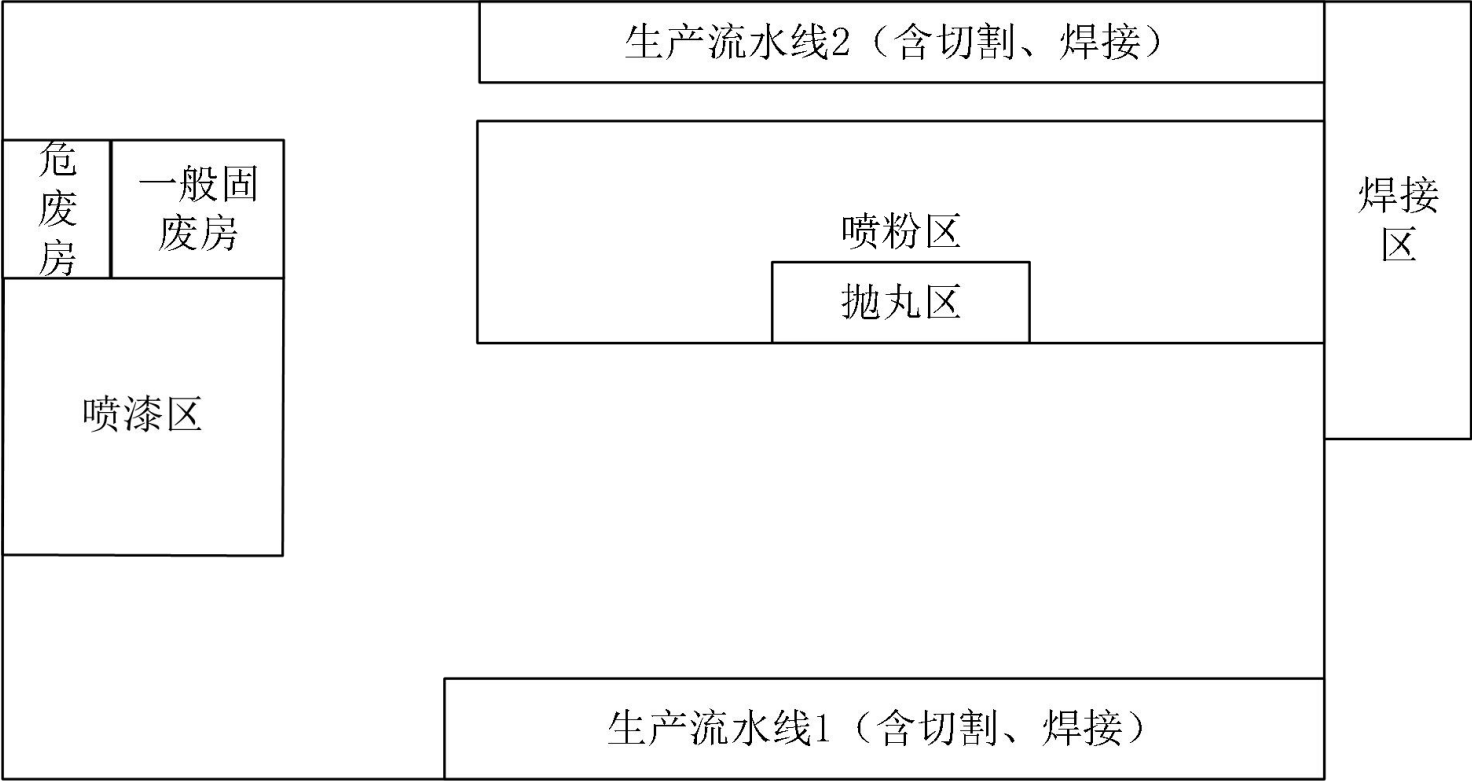 生产流水线2（含切割、焊接）
危
废
房
一般固
废房
喷粉区
焊接
区
抛丸区
喷漆区
生产流水线1（含切割、焊接）